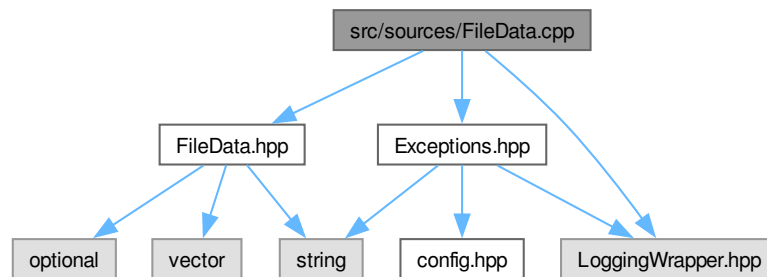 src/sources/FileData.cpp
FileData.hpp
Exceptions.hpp
optional
vector
string
config.hpp
LoggingWrapper.hpp